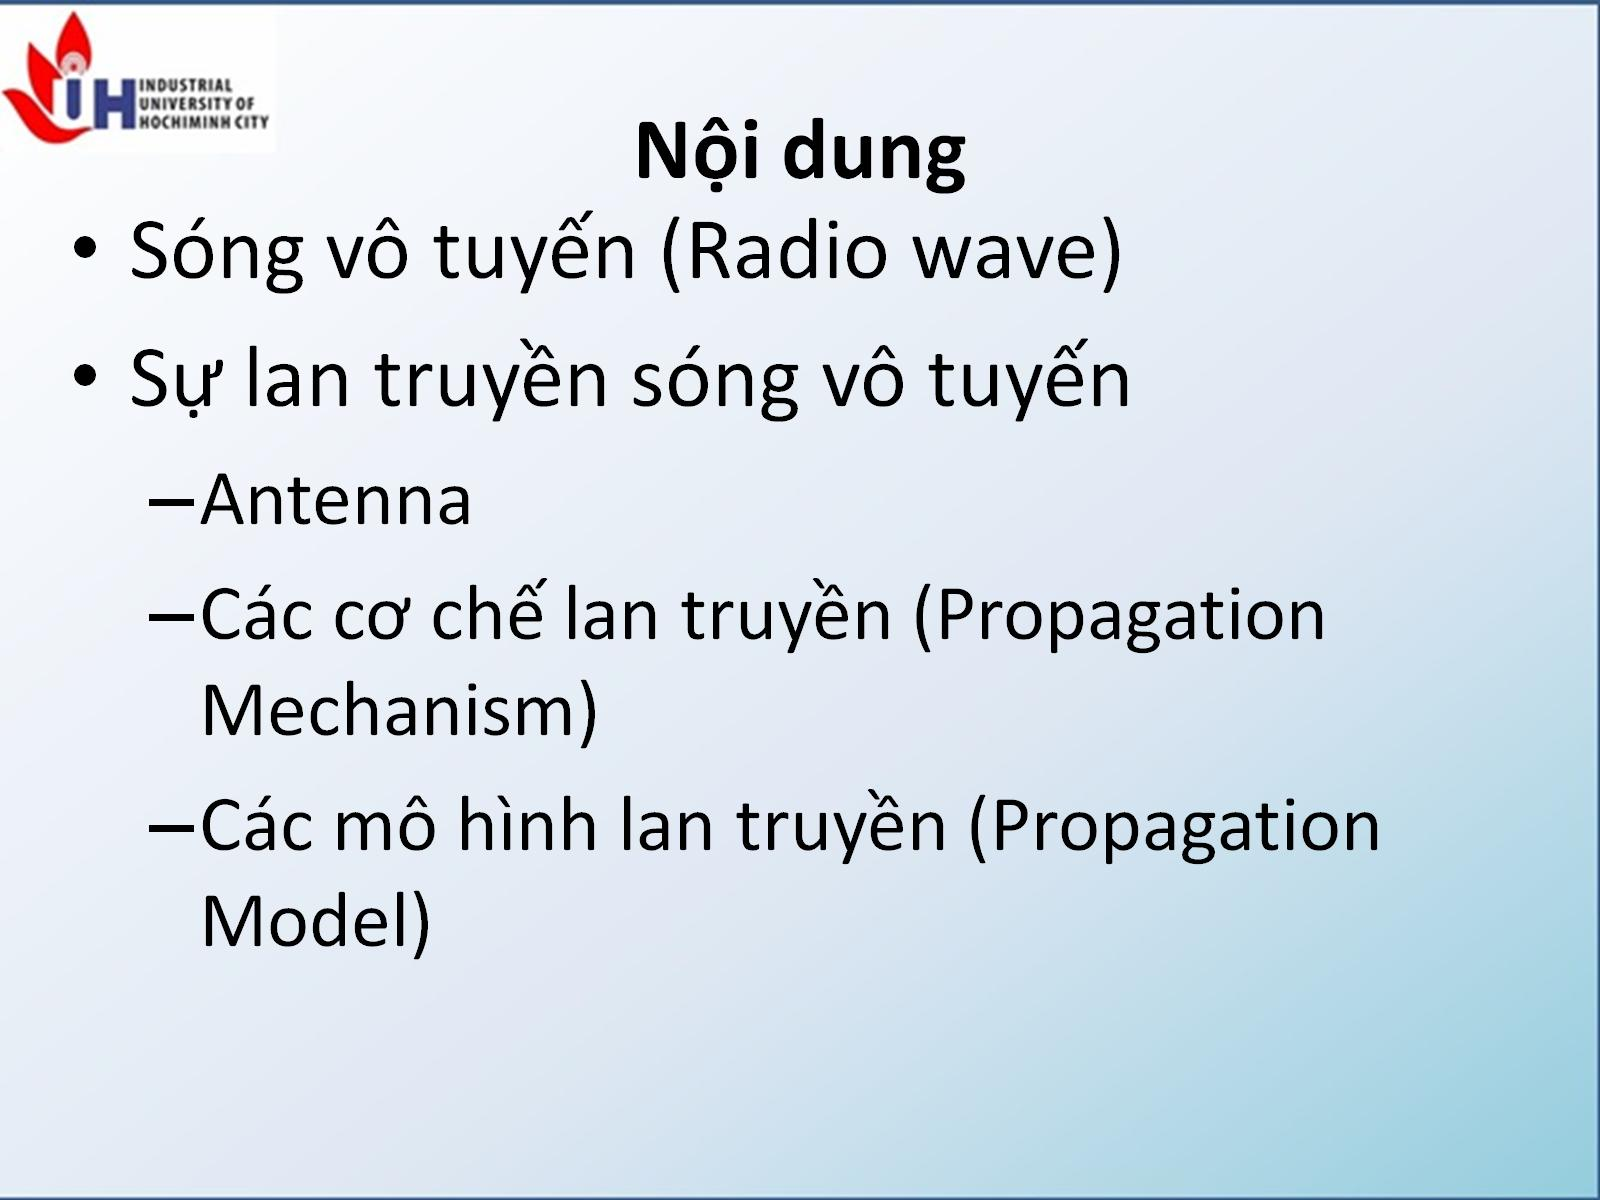 INDUSTRIAL
UNIVERSITY OF
HOCHIMINH CITY
Nội dung
• Sóng vô tuyến (Radio wave)
• Sự lan truyền sóng vô tuyến
–Antenna
–Các cơ chế lan truyền (Propagation
Mechanism)
–Các mô hình lan truyền (Propagation
Model)